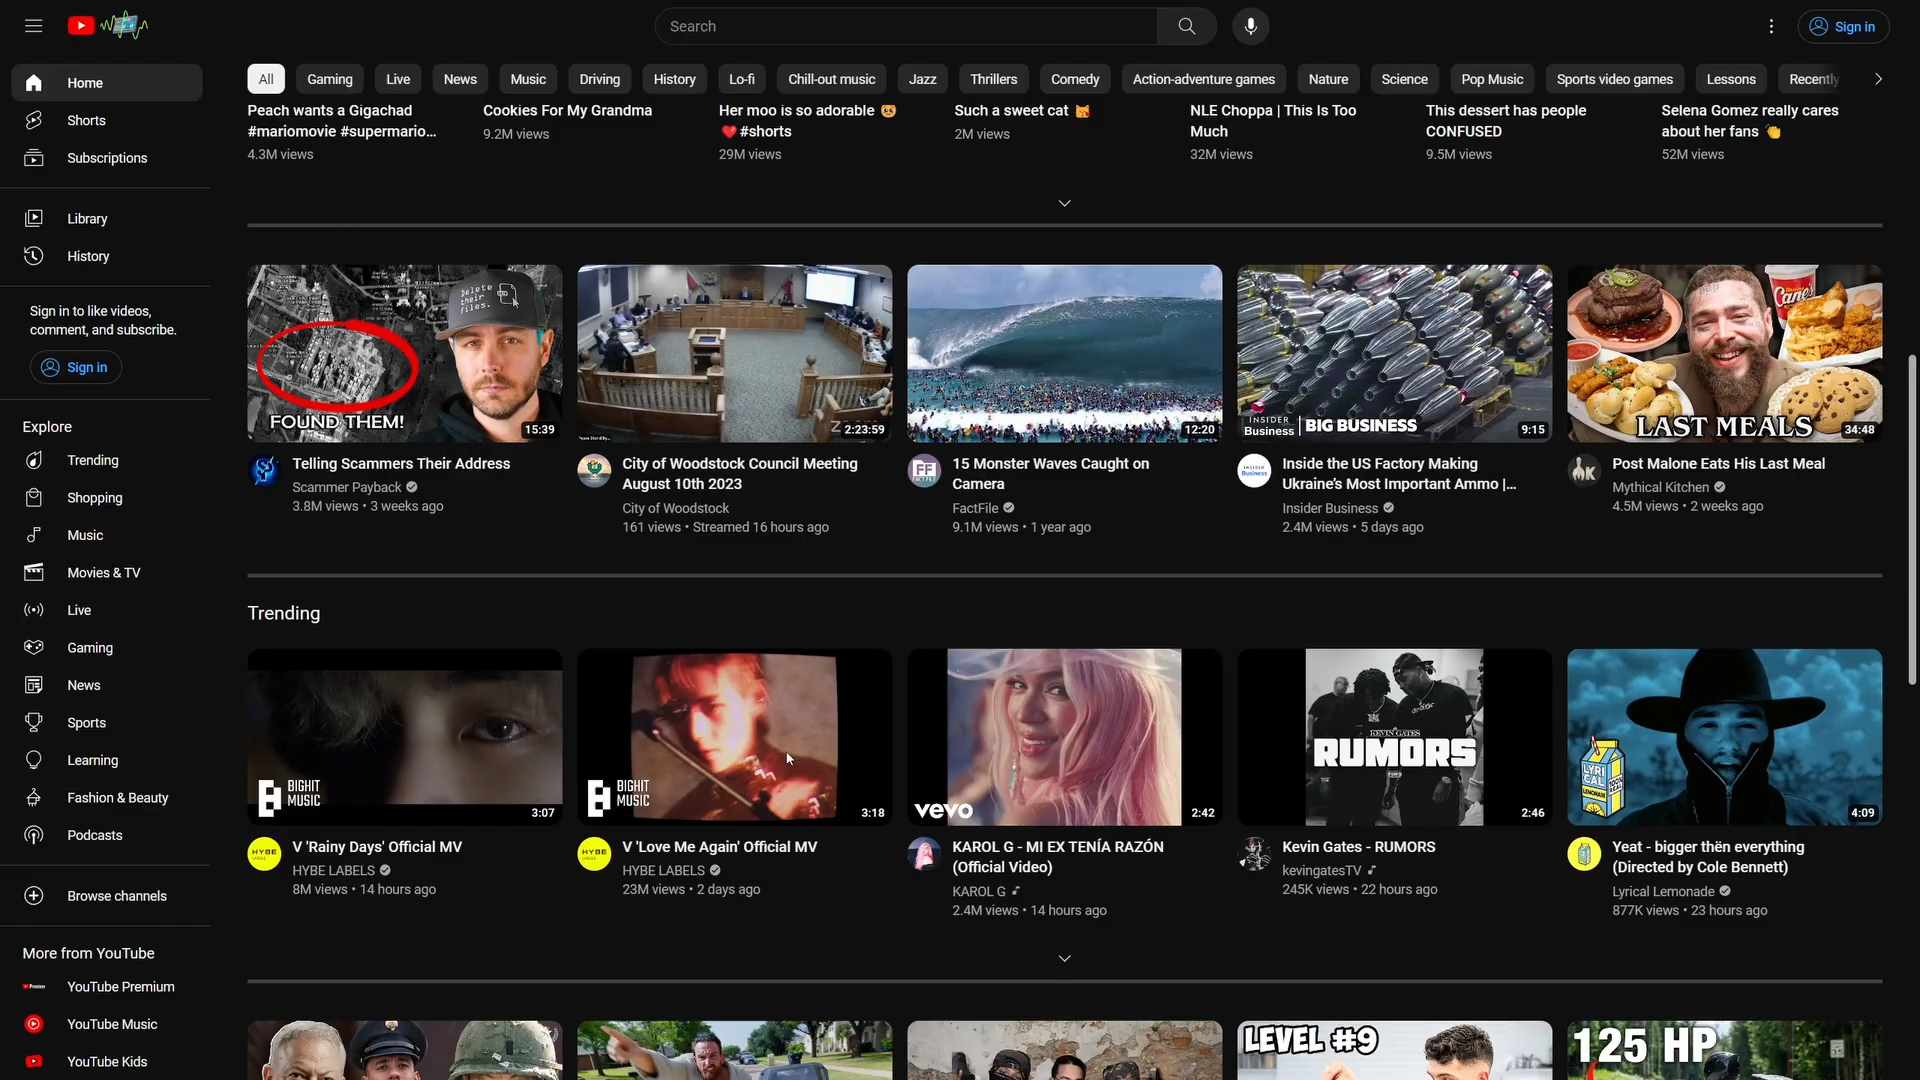 Search
Sign in
Home
Shorts
Subscriptions
Library
History
Sign in to like videos,
comment, and subscribe.
Sign in
Explore
Trending
Shopping
Music
Movies & TV
Live
Gaming
News
Sports
Learning
Fashion & Beauty
Podcasts
Browse channels
More from YouTube
YouTube Premium
YouTube Music
YouTube Kids
All Gaming Live News Music Driving History Lo-fi Chill-out music Jazz Thrillers Comedy Action-adventure games Nature Science Pop Music Sports video games Lessons Recently
Peach wants a Gigachad
#mariomovie #supermario...
4.3M views
Cookies For My Grandma
9.2M views
Her moo is so adorable 🥺
❤️#shorts
29M views
Such a sweet cat 😸
2M views
NLE Choppa | This Is Too
Much
32M views
This dessert has people
CONFUSED
9.5M views
Selena Gomez really cares
about her fans 👏
52M views
Delete
their
files.
FOUND THEM!
15:39
Telling Scammers Their Address
Scammer Payback
3.8M views • 3 weeks ago
2:23:59
City of Woodstock Council Meeting
August 10th 2023
City of Woodstock
161 views • Streamed 16 hours ago
12:20
FF
15 Monster Waves Caught on
Camera
FactFile
9.1M views • 1 year ago
INSIDER
Business | BIG BUSINESS
9:15
Inside the US Factory Making
Ukraine's Most Important Ammo |...
Insider Business
2.4M views • 5 days ago
Cane's
LAST MEALS
34:48
Post Malone Eats His Last Meal
Mythical Kitchen
4.5M views • 2 weeks ago
Trending
BIGHIT
MUSIC
3:07
HYBE
V 'Rainy Days' Official MV
HYBE LABELS
8M views • 14 hours ago
BIGHIT
MUSIC
3:18
HYBE
V 'Love Me Again' Official MV
HYBE LABELS
23M views • 2 days ago
vevo
2:42
KAROL G - MI EX TENÍA RAZÓN
(Official Video)
KAROL G
2.4M views • 14 hours ago
KEVIN GATES
RUMORS
2:46
Kevin Gates - RUMORS
kevingatesTV
245K views • 22 hours ago
LYRI
CAL
LEMONADE
4:09
Yeat - bigger thën everything
(Directed by Cole Bennett)
Lyrical Lemonade
877K views • 23 hours ago
LEVEL #9
125 HP